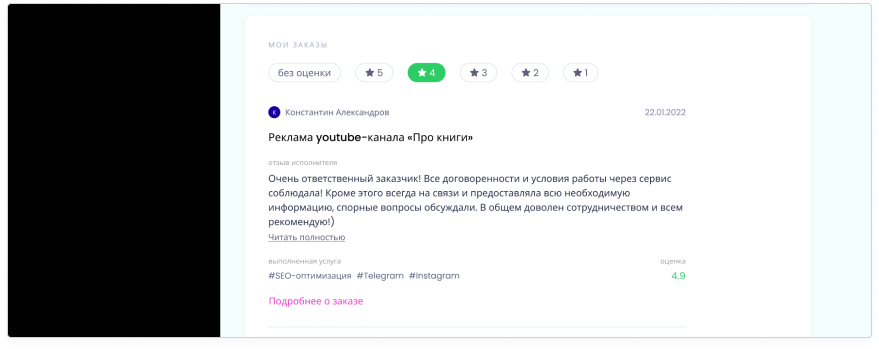 МОИ ЗАКАЗЫ
без оценки ★ 5 ★ 4 ★ 3 ★ 2 ★ 1
К Константин Александров 22.01.2022
Реклама youtube-канала «Про книги»
отзыв исполнителя
Очень ответственный заказчик! Все договоренности и условия работы через сервис
соблюдала! Кроме этого всегда на связи и предоставляла всю необходимую
информацию, спорные вопросы обсуждали. В общем доволен сотрудничеством и всем
рекомендую!)
Читать полностью
выполненная услуга оценка
#SEO-оптимизация #Telegram #Instagram 4.9
Подробнее о заказе